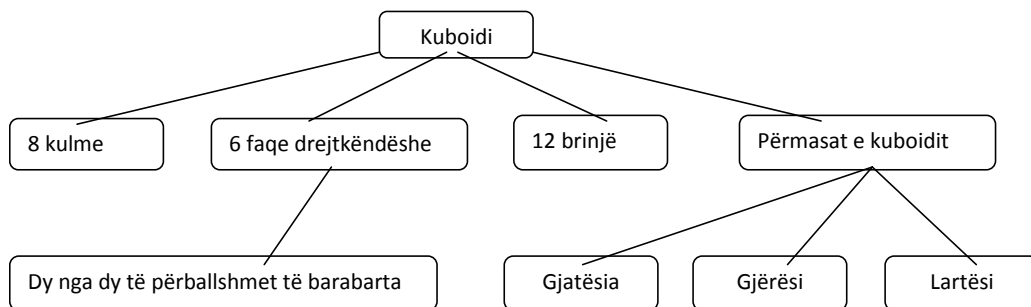 Kuboidi
8 kulme
6 faqe drejtkëndëshe
12 brinjë
Përmasat e kuboidit
Dy nga dy të përballshmet të barabarta
Gjatësia
Gjërësi
Lartësi